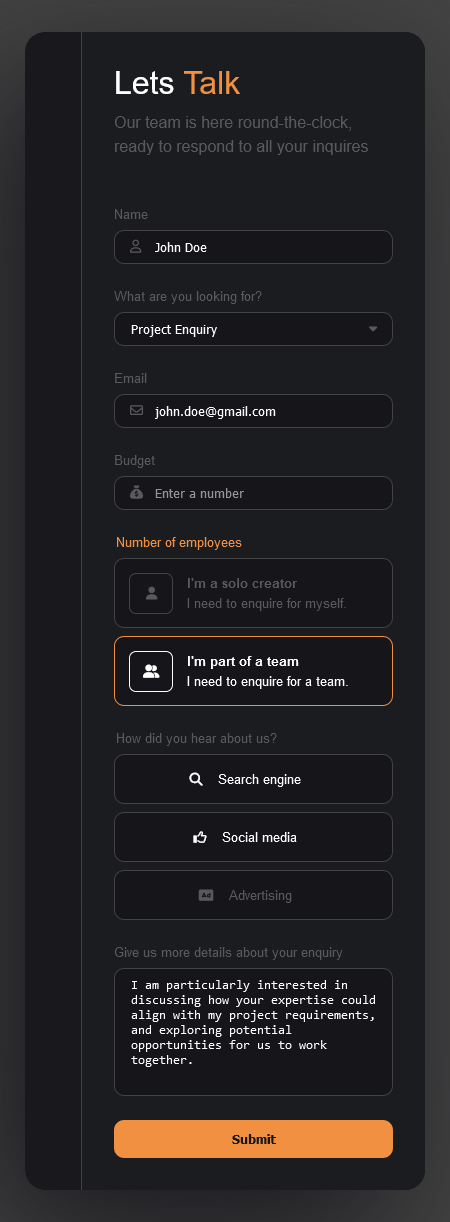 Lets Talk
Our team is here round-the-clock,
ready to respond to all your inquires
Name
John Doe
What are you looking for?
Project Enquiry
Email
john.doe@gmail.com
Budget
Enter a number
Number of employees
I'm a solo creator
I need to enquire for myself.
I'm part of a team
I need to enquire for a team.
How did you hear about us?
Search engine
Social media
Ad Advertising
Give us more details about your enquiry
I am particularly interested in
discussing how your expertise could
align with my project requirements,
and exploring potential
opportunities for us to work
together.
Submit